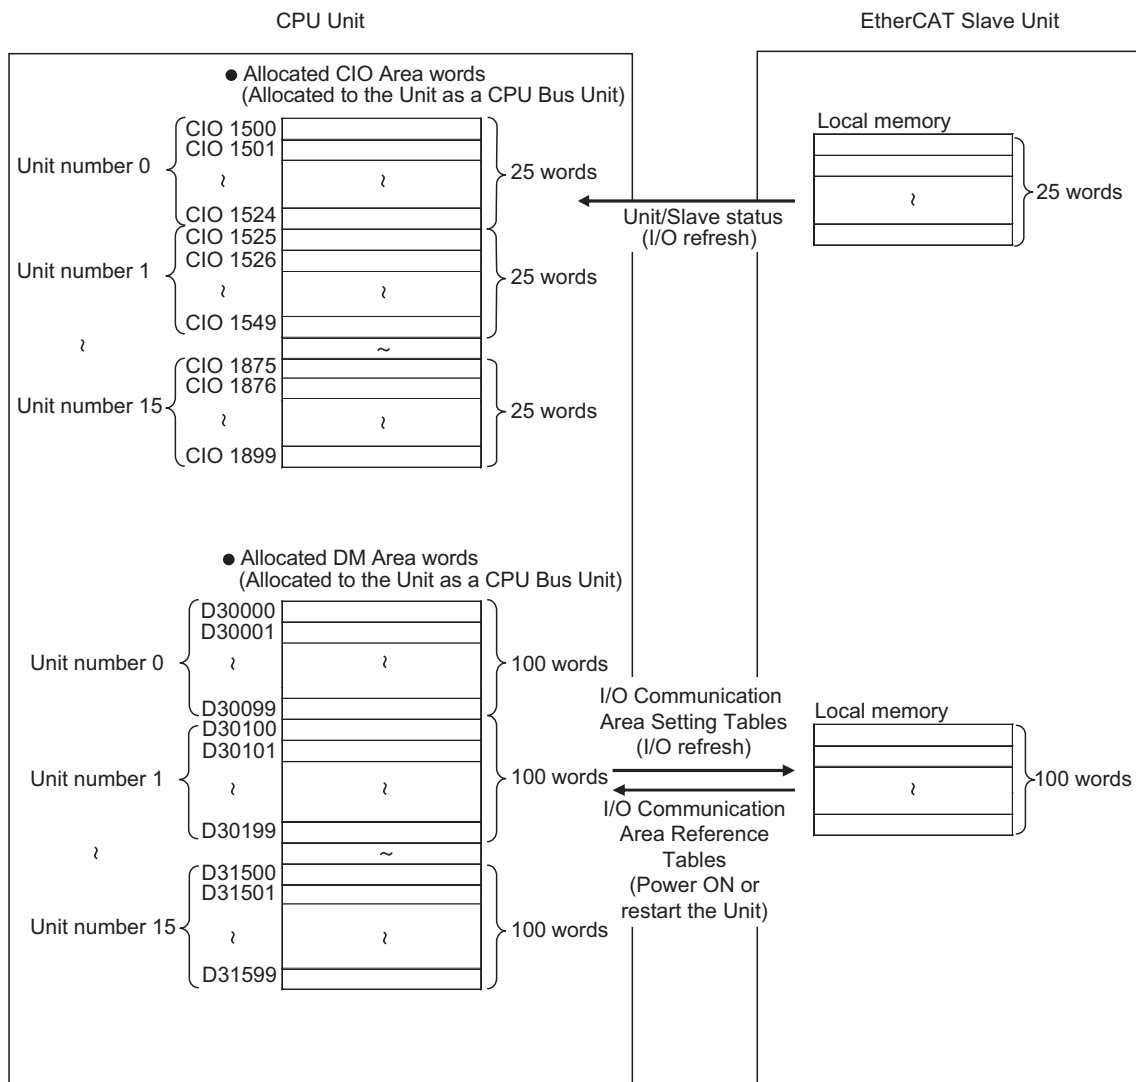 CPU Unit
EtherCAT Slave Unit
● Allocated CIO Area words
(Allocated to the Unit as a CPU Bus Unit)
Unit number 0
CIO 1500
CIO 1501
~
~
CIO 1524
25 words
Unit number 1
CIO 1525
CIO 1526
~
~
CIO 1549
25 words
~
~
Unit number 15
CIO 1875
CIO 1876
~
~
CIO 1899
25 words
Unit/Slave status
(I/O refresh)
Local memory
~
25 words
● Allocated DM Area words
(Allocated to the Unit as a CPU Bus Unit)
Unit number 0
D30000
D30001
~
~
D30099
100 words
Unit number 1
D30100
D30101
~
~
D30199
100 words
~
~
Unit number 15
D31500
D31501
~
~
D31599
100 words
I/O Communication
Area Setting Tables
(I/O refresh)
I/O Communication
Area Reference
Tables
(Power ON or
restart the Unit)
Local memory
~
100 words